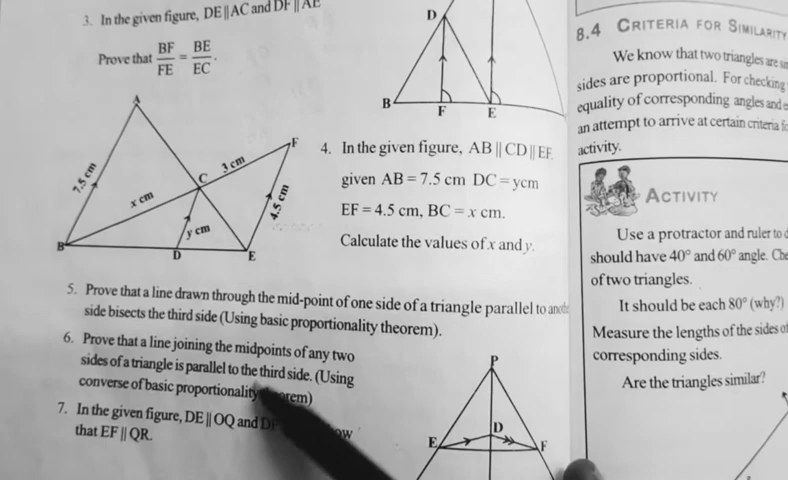 3. In the given figure, DE || AC and DF || AE
Prove that BF/FE = BE/EC.
D
B
F
E
A
F
7.5 cm
3 cm
C
x cm
4.5 cm
y cm
B
D
E
4. In the given figure, AB || CD || EF,
given AB = 7.5 cm DC = ycm
EF = 4.5 cm, BC = x cm.
Calculate the values of x and y.
5. Prove that a line drawn through the mid-point of one side of a triangle parallel to
side bisects the third side (Using basic proportionality theorem).
6. Prove that a line joining the midpoints of any two
sides of a triangle is parallel to the third side. (Using
converse of basic proportionality
7. In the given figure, DE || OQ and
that EF || QR.
P
D
E
F
8.4 CRITERIA FOR SIMILARITY
We know that two triangles are
sides are proportional. For checking
equality of corresponding angles and
an attempt to arrive at certain criteria
activity.
ACTIVITY
Use a protractor and ruler to
should have 40° and 60° angle.
of two triangles.
It should be each 80° (why?)
Measure the lengths of the sides
corresponding sides.
Are the triangles similar?